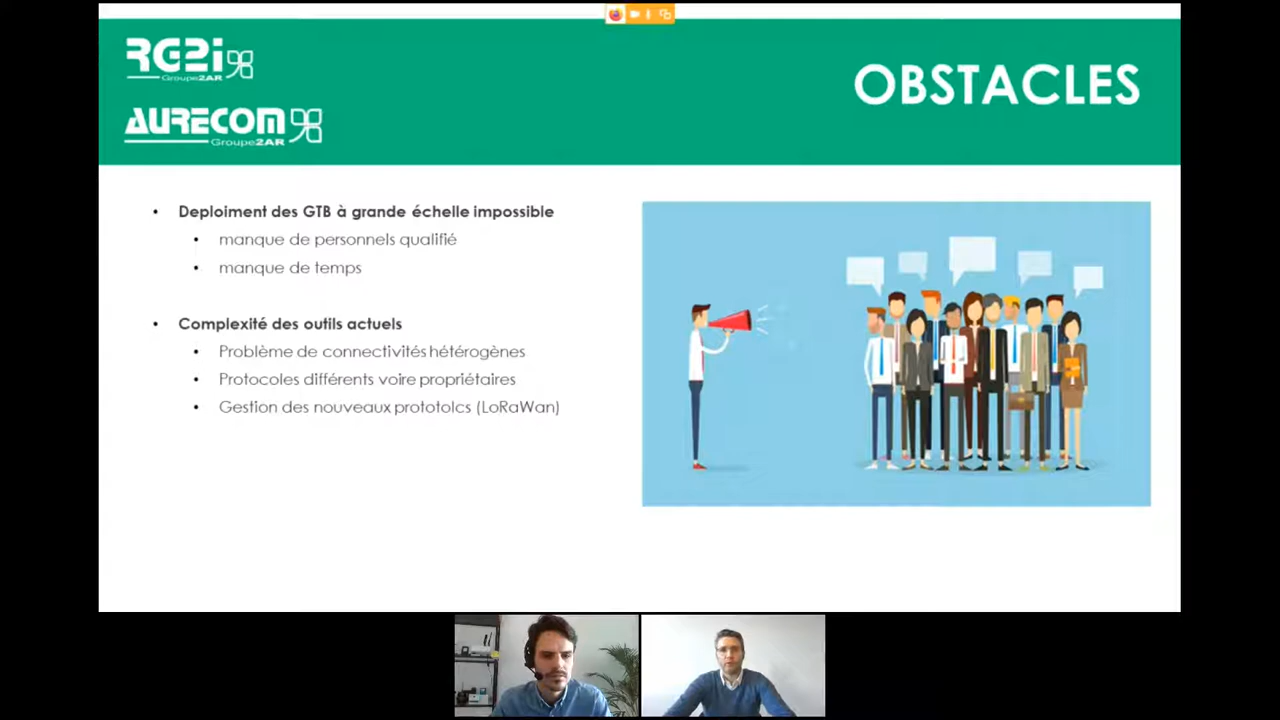 RG2i
Groupe2AR
AURECOM
Groupe2AR
OBSTACLES
• Deploiment des GTB à grande échelle impossible
• manque de personnels qualifié
• manque de temps
• Complexité des outils actuels
• Problème de connectivités hétérogènes
• Protocoles différents voire propriétaires
• Gestion des nouveaux prototolcs (LoRaWan)